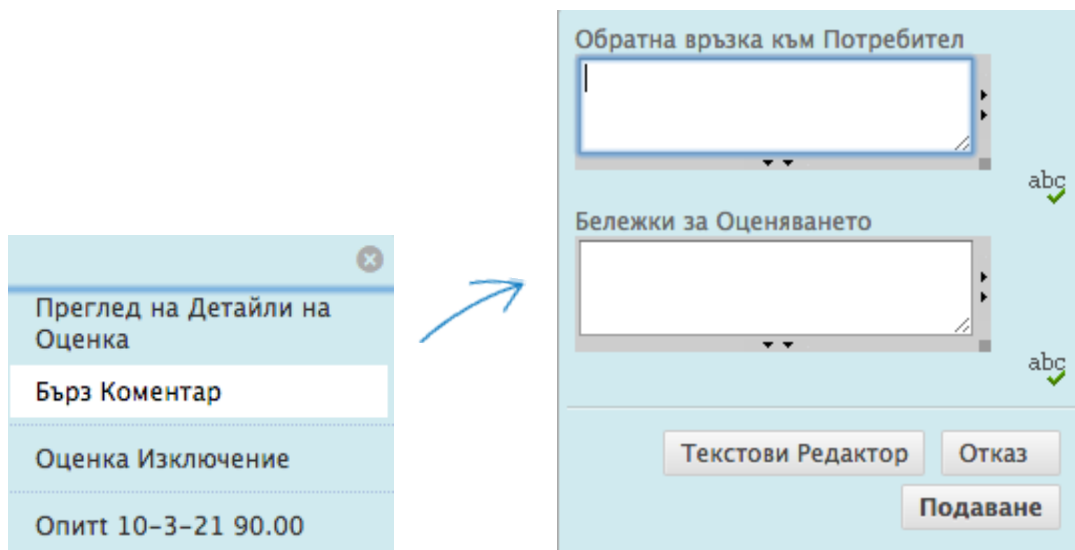 Преглед на Детайли на
Оценка
Бърз Коментар
Оценка Изключение
Опитt 10-3-21 90.00
Обратна връзка към Потребител
abc
Бележки за Оценяването
abc
Текстови Редактор
Отказ
Подаване